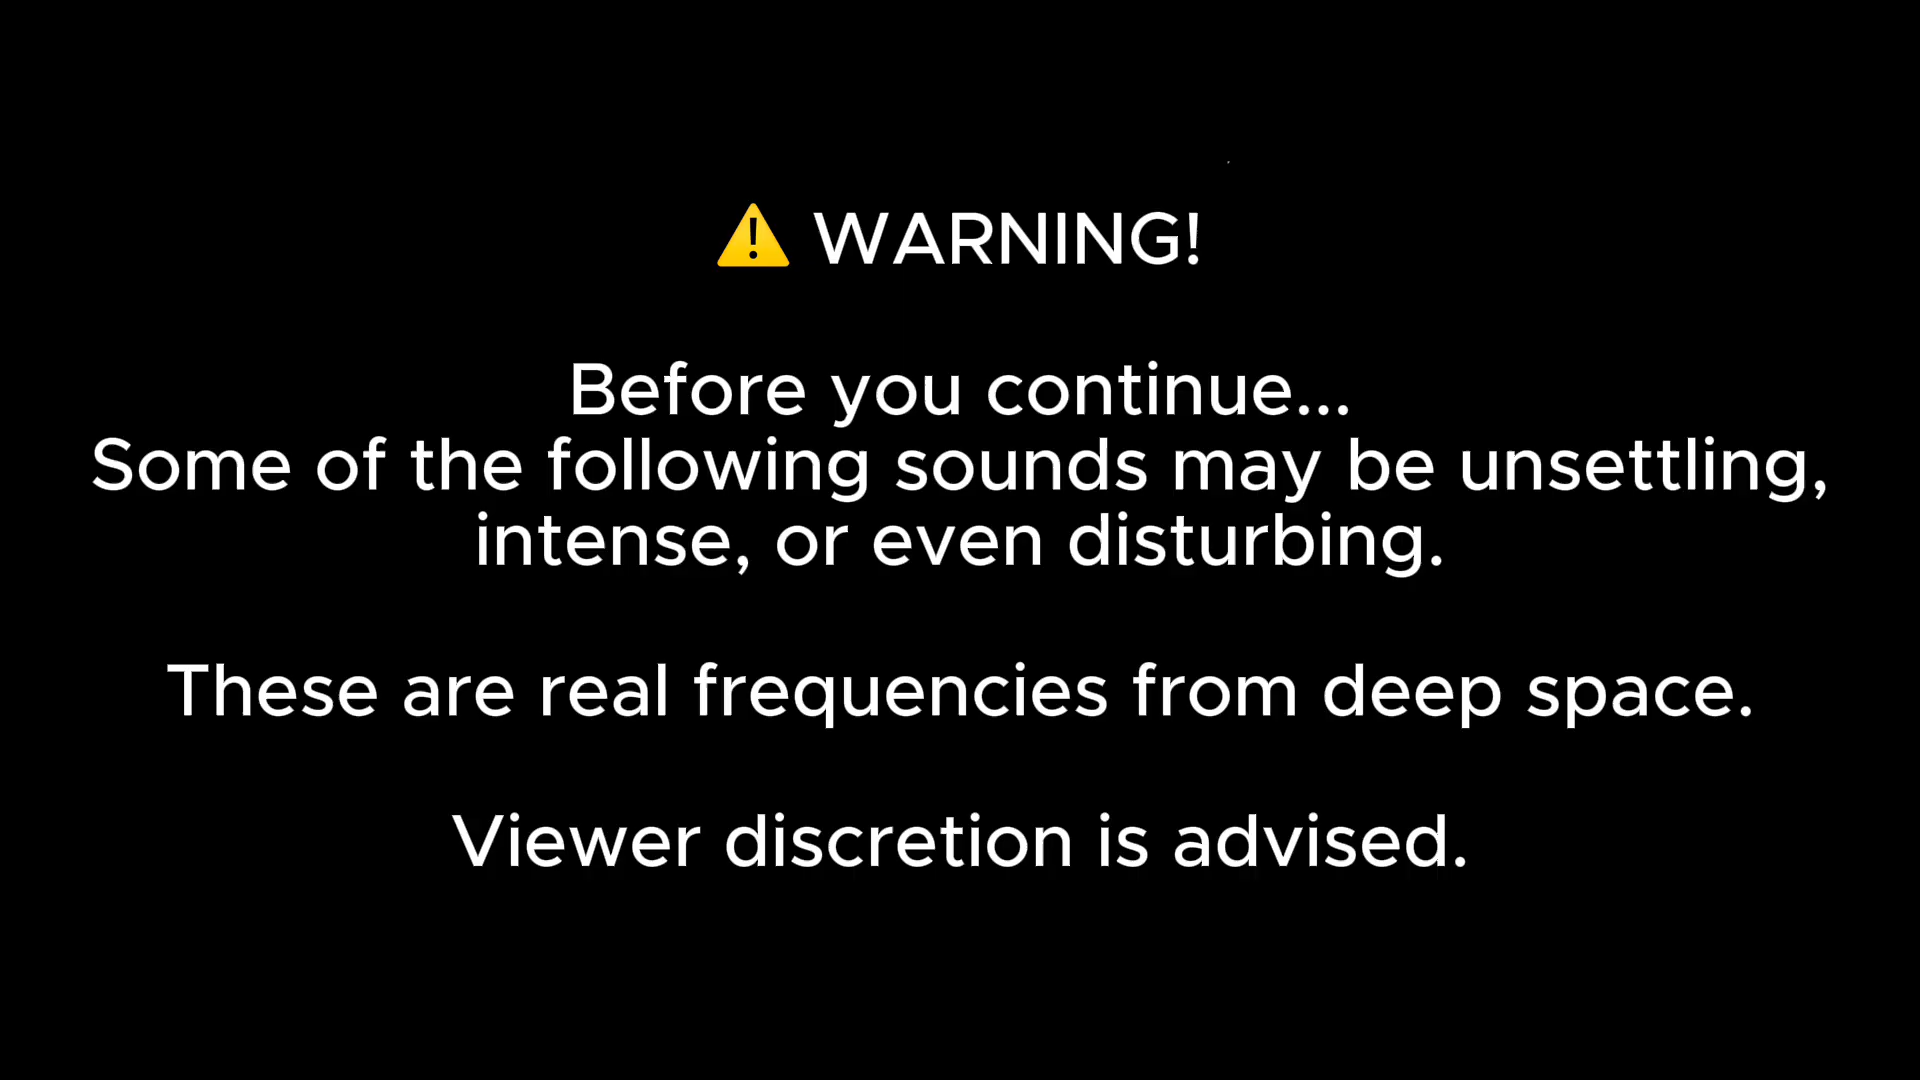 ⚠️ WARNING!
Before you continue...
Some of the following sounds may be unsettling,
intense, or even disturbing.
These are real frequencies from deep space.
Viewer discretion is advised.